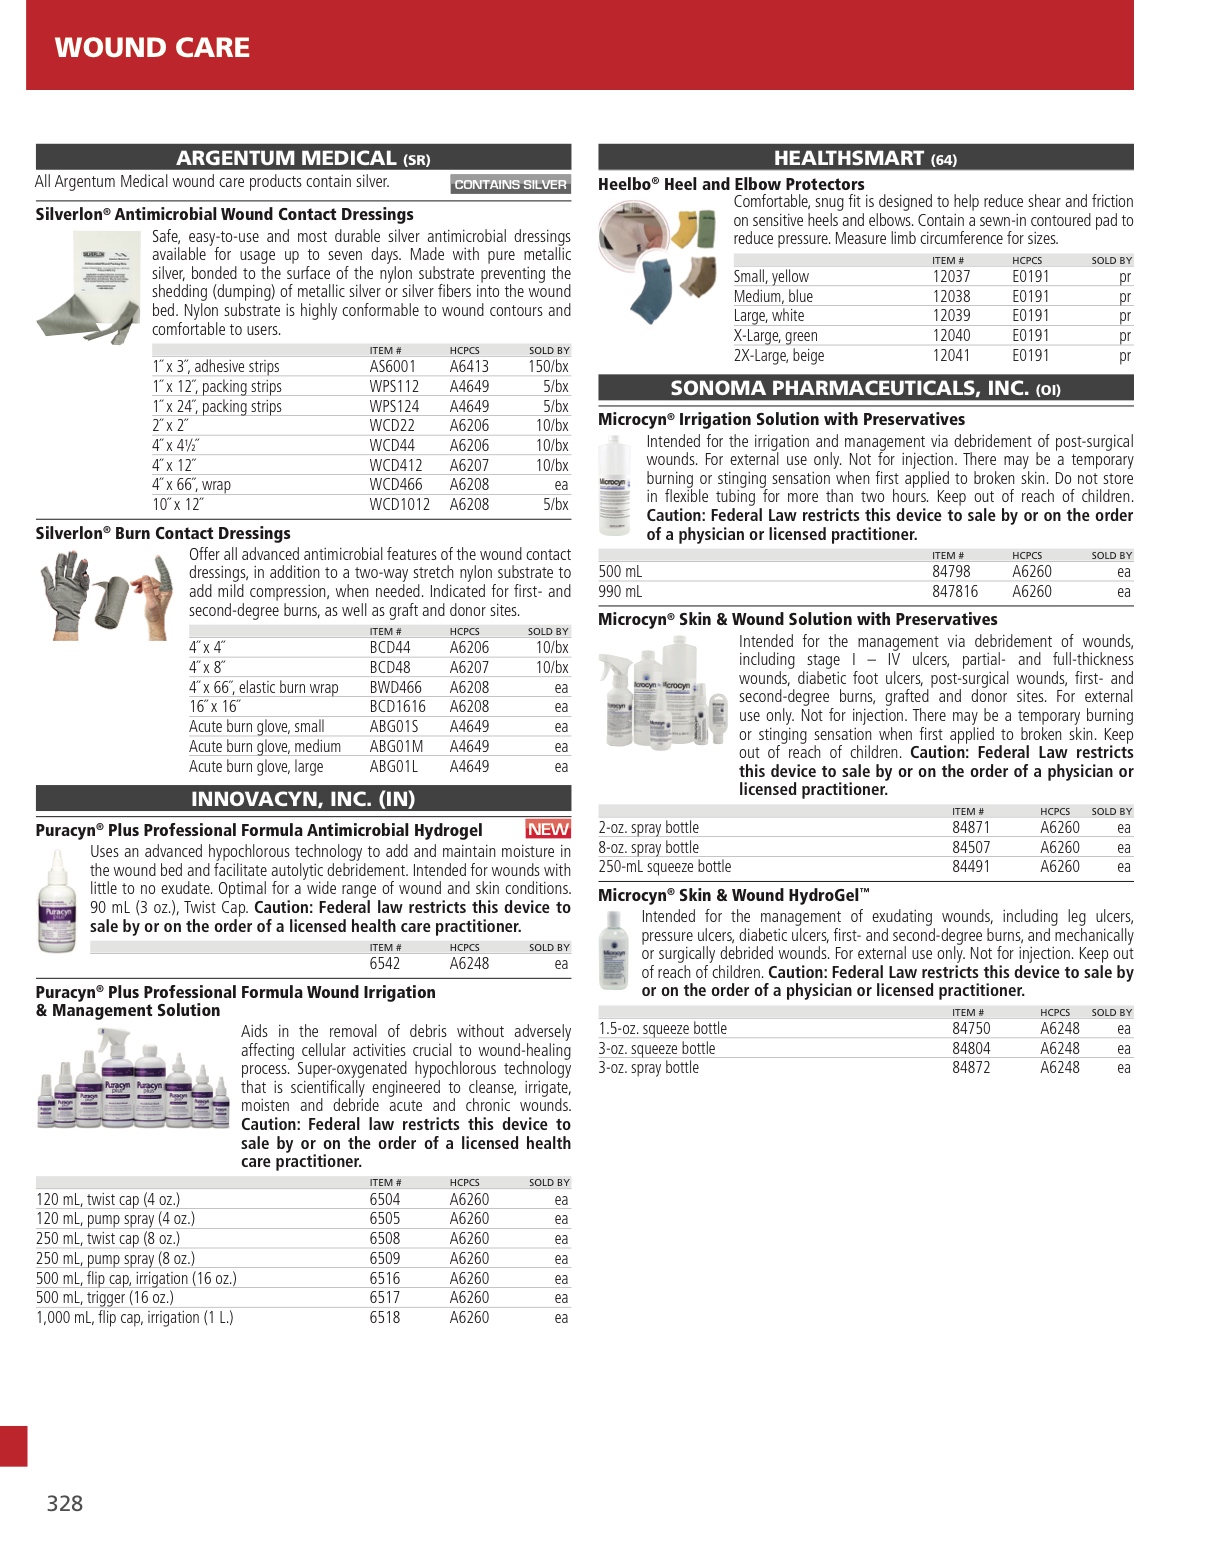 WOUND CARE
ARGENTUM MEDICAL (SR)
All Argentum Medical wound care products contain silver.
CONTAINS SILVER
Silverlon® Antimicrobial Wound Contact Dressings
Safe, easy-to-use and most durable silver antimicrobial dressings
available for usage up to seven days. Made with pure metallic
silver, bonded to the surface of the nylon substrate preventing the
shedding (dumping) of metallic silver or silver fibers into the wound
bed. Nylon substrate is highly conformable to wound contours and
comfortable to users.
ITEM # HCPCS SOLD BY
1˝ x 3˝, adhesive strips AS6001 A6413 150/bx
1˝ x 12˝, packing strips WPS112 A4649 5/bx
1˝ x 24˝, packing strips WPS124 A4649 5/bx
2˝ x 2˝ WCD22 A6206 10/bx
4˝ x 4½˝ WCD44 A6206 10/bx
4˝ x 12˝ WCD412 A6207 10/bx
4˝ x 66˝, wrap WCD466 A6208 ea
10˝ x 12˝ WCD1012 A6208 5/bx
Silverlon® Burn Contact Dressings
Offer all advanced antimicrobial features of the wound contact
dressings, in addition to a two-way stretch nylon substrate to
add mild compression, when needed. Indicated for first- and
second-degree burns, as well as graft and donor sites.
ITEM # HCPCS SOLD BY
4˝ x 4˝ BCD44 A6206 10/bx
4˝ x 8˝ BCD48 A6207 10/bx
4˝ x 66˝, elastic burn wrap BWD466 A6208 ea
16˝ x 16˝ BCD1616 A6208 ea
Acute burn glove, small ABG01S A4649 ea
Acute burn glove, medium ABG01M A4649 ea
Acute burn glove, large ABG01L A4649 ea
INNOVACYN, INC. (IN)
Puracyn® Plus Professional Formula Antimicrobial Hydrogel NEW
Uses an advanced hypochlorous technology to add and maintain moisture in
the wound bed and facilitate autolytic debridement. Intended for wounds with
little to no exudate. Optimal for a wide range of wound and skin conditions.
90 mL (3 oz.), Twist Cap. Caution: Federal law restricts this device to
sale by or on the order of a licensed health care practitioner.
ITEM # HCPCS SOLD BY
6542 A6248 ea
Puracyn® Plus Professional Formula Wound Irrigation
& Management Solution
Aids in the removal of debris without adversely
affecting cellular activities crucial to wound-healing
process. Super-oxygenated hypochlorous technology
that is scientifically engineered to cleanse, irrigate,
moisten and debride acute and chronic wounds.
Caution: Federal law restricts this device to
sale by or on the order of a licensed health
care practitioner.
ITEM # HCPCS SOLD BY
120 mL, twist cap (4 oz.) 6504 A6260 ea
120 mL, pump spray (4 oz.) 6505 A6260 ea
250 mL, twist cap (8 oz.) 6508 A6260 ea
250 mL, pump spray (8 oz.) 6509 A6260 ea
500 mL, flip cap, irrigation (16 oz.) 6516 A6260 ea
500 mL, trigger (16 oz.) 6517 A6260 ea
1,000 mL, flip cap, irrigation (1 L.) 6518 A6260 ea
HEALTHSMART (64)
Heelbo® Heel and Elbow Protectors
Comfortable, snug fit is designed to help reduce shear and friction
on sensitive heels and elbows. Contain a sewn-in contoured pad to
reduce pressure. Measure limb circumference for sizes.
ITEM # HCPCS SOLD BY
Small, yellow 12037 E0191 pr
Medium, blue 12038 E0191 pr
Large, white 12039 E0191 pr
X-Large, green 12040 E0191 pr
2X-Large, beige 12041 E0191 pr
SONOMA PHARMACEUTICALS, INC. (OI)
Microcyn® Irrigation Solution with Preservatives
Intended for the irrigation and management via debridement of post-surgical
wounds. For external use only. Not for injection. There may be a temporary
burning or stinging sensation when first applied to broken skin. Do not store
in flexible tubing for more than two hours. Keep out of reach of children.
Caution: Federal Law restricts this device to sale by or on the order
of a physician or licensed practitioner.
ITEM # HCPCS SOLD BY
500 mL 84798 A6260 ea
990 mL 847816 A6260 ea
Microcyn® Skin & Wound Solution with Preservatives
Intended for the management via debridement of wounds,
including stage I – IV ulcers, partial- and full-thickness
wounds, diabetic foot ulcers, post-surgical wounds, first- and
second-degree burns, grafted and donor sites. For external
use only. Not for injection. There may be a temporary burning
or stinging sensation when first applied to broken skin. Keep
out of reach of children. Caution: Federal Law restricts
this device to sale by or on the order of a physician or
licensed practitioner.
ITEM # HCPCS SOLD BY
2-oz. spray bottle 84871 A6260 ea
8-oz. spray bottle 84507 A6260 ea
250-mL squeeze bottle 84491 A6260 ea
Microcyn® Skin & Wound HydroGel™
Intended for the management of exudating wounds, including leg ulcers,
pressure ulcers, diabetic ulcers, first- and second-degree burns, and mechanically
or surgically debrided wounds. For external use only. Not for injection. Keep out
of reach of children. Caution: Federal Law restricts this device to sale by
or on the order of a physician or licensed practitioner.
ITEM # HCPCS SOLD BY
1.5-oz. squeeze bottle 84750 A6248 ea
3-oz. squeeze bottle 84804 A6248 ea
3-oz. spray bottle 84872 A6248 ea
328